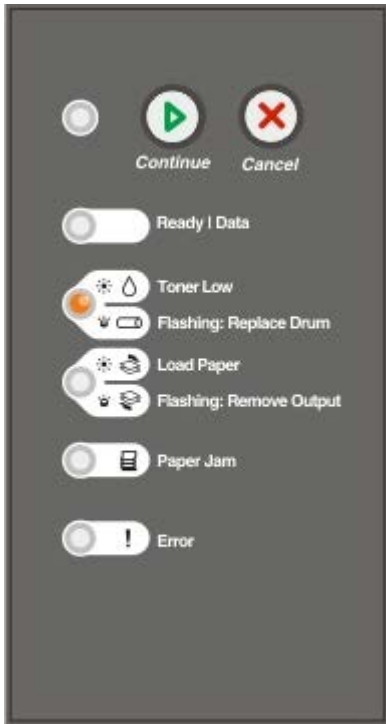 Continue
Cancel
Ready | Data
Toner Low
Flashing: Replace Drum
Load Paper
Flashing: Remove Output
Paper Jam
! Error